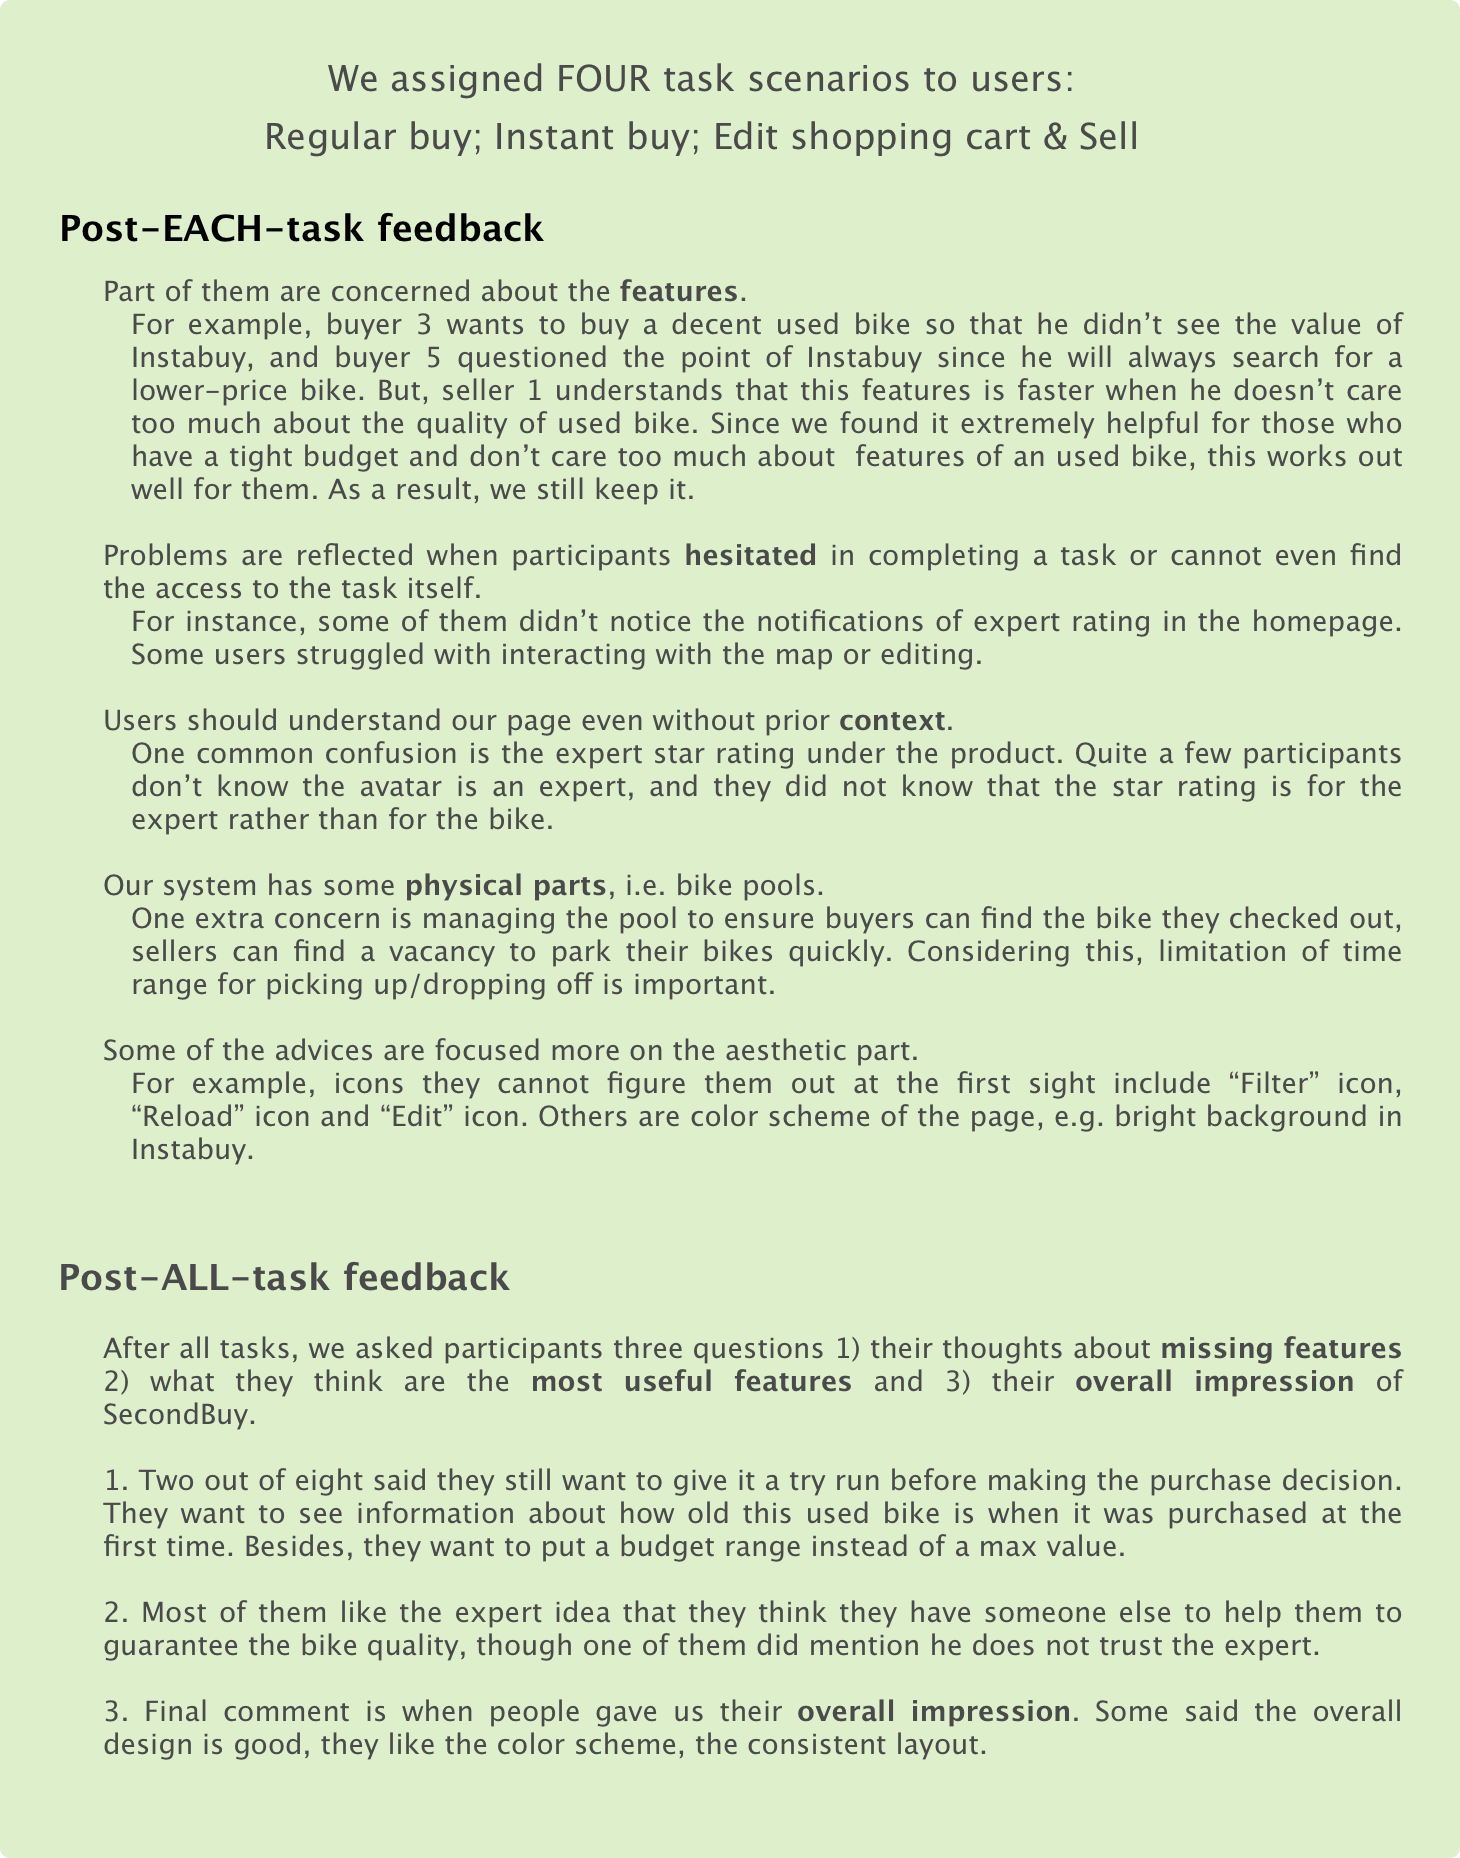 We assigned FOUR task scenarios to users:
Regular buy; Instant buy; Edit shopping cart & Sell
Post-EACH-task feedback
Part of them are concerned about the features.
For example, buyer 3 wants to buy a decent used bike so that he didn’t see the value of
Instabuy, and buyer 5 questioned the point of Instabuy since he will always search for a
lower-price bike. But, seller 1 understands that this features is faster when he doesn’t care
too much about the quality of used bike. Since we found it extremely helpful for those who
have a tight budget and don’t care too much about  features of an used bike, this works out
well for them. As a result, we still keep it.
Problems are reflected when participants hesitated in completing a task or cannot even find
the access to the task itself.
For instance, some of them didn’t notice the notifications of expert rating in the homepage.
Some users struggled with interacting with the map or editing.
Users should understand our page even without prior context.
One common confusion is the expert star rating under the product. Quite a few participants
don’t know the avatar is an expert, and they did not know that the star rating is for the
expert rather than for the bike.
Our system has some physical parts, i.e. bike pools.
One extra concern is managing the pool to ensure buyers can find the bike they checked out,
sellers can find a vacancy to park their bikes quickly. Considering this, limitation of time
range for picking up/dropping off is important.
Some of the advices are focused more on the aesthetic part.
For example, icons they cannot figure them out at the first sight include “Filter” icon,
“Reload” icon and “Edit” icon. Others are color scheme of the page, e.g. bright background in
Instabuy.
Post-ALL-task feedback
After all tasks, we asked participants three questions 1) their thoughts about missing features
2) what they think are the most useful features and 3) their overall impression of
SecondBuy.
1. Two out of eight said they still want to give it a try run before making the purchase decision.
They want to see information about how old this used bike is when it was purchased at the
first time. Besides, they want to put a budget range instead of a max value.
2. Most of them like the expert idea that they think they have someone else to help them to
guarantee the bike quality, though one of them did mention he does not trust the expert.
3. Final comment is when people gave us their overall impression. Some said the overall
design is good, they like the color scheme, the consistent layout.